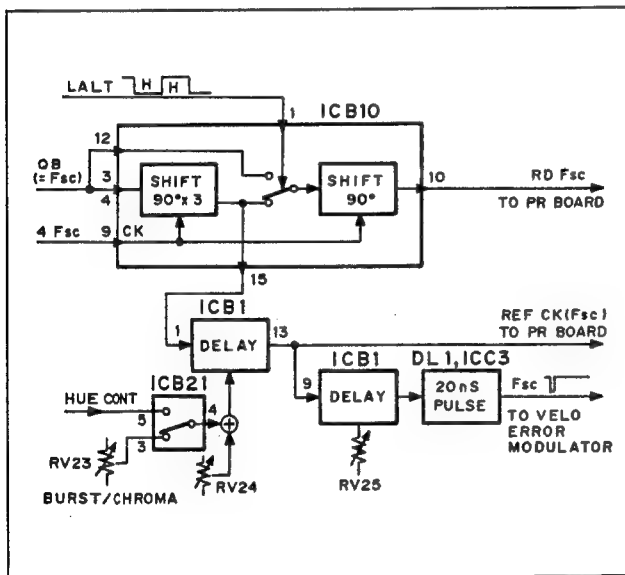 LALT H H
1 ICB10
12
QB
(=Fsc)
3
4
SHIFT
90°x 3
SHIFT
90°
10
RD Fsc
TO PR BOARD
4 Fsc 9 CK
15
ICB1
1 DELAY 13
REF CK(Fsc)
TO PR BOARD
ICB1
9 DELAY
DL1,ICC3
20nS
PULSE
Fsc
TO VELO
ERROR
MODULATOR
ICB21
HUE CONT
5
4
3
RV23
RV24
RV25
BURST/CHROMA